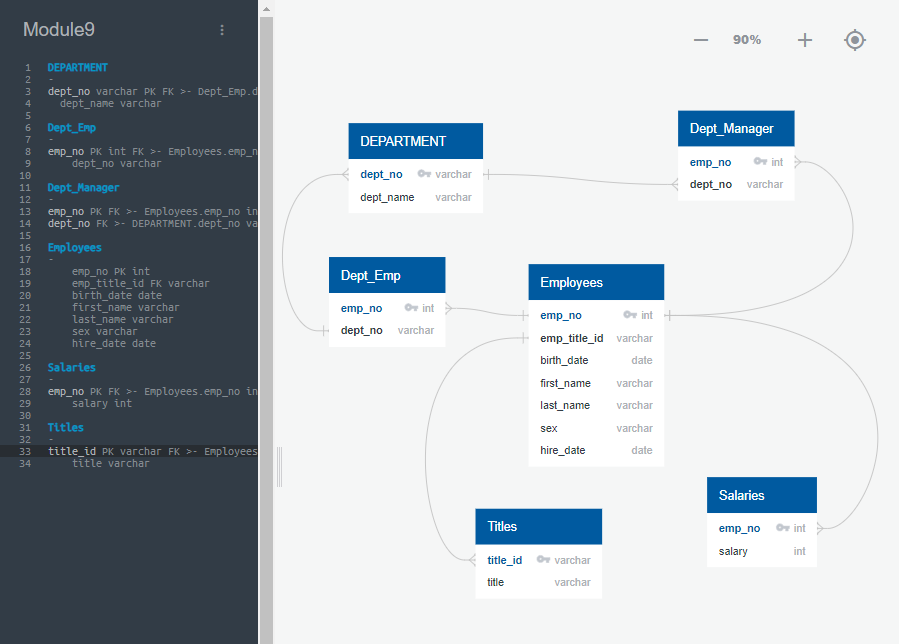 Module9
1 DEPARTMENT
2 -
3 dept_no varchar PK FK >- Dept_Emp.d
4 dept_name varchar
5
6 Dept_Emp
7 -
8 emp_no PK int FK >- Employees.emp_n
9 dept_no varchar
10
11 Dept_Manager
12 -
13 emp_no PK FK >- Employees.emp_no in
14 dept_no FK >- DEPARTMENT.dept_no va
15
16 Employees
17 -
18 emp_no PK int
19 emp_title_id FK varchar
20 birth_date date
21 first_name varchar
22 last_name varchar
23 sex varchar
24 hire_date date
25
26 Salaries
27 -
28 emp_no PK FK >- Employees.emp_no in
29 salary int
30
31 Titles
32 -
33 title_id PK varchar FK >- Employees
34 title varchar
90%
DEPARTMENT
dept_no varchar
dept_name varchar
Dept_Manager
emp_no int
dept_no varchar
Dept_Emp
emp_no int
dept_no varchar
Employees
emp_no int
emp_title_id varchar
birth_date date
first_name varchar
last_name varchar
sex varchar
hire_date date
Salaries
emp_no int
salary int
Titles
title_id varchar
title varchar